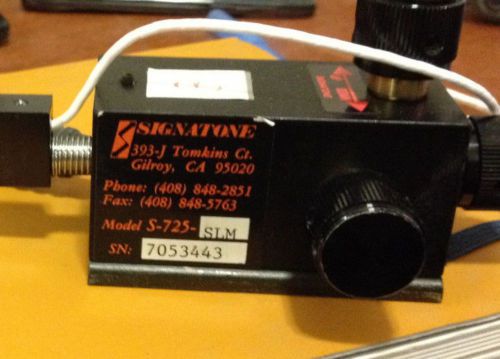 SIGNATONE
393-J Tomkins Ct.
Gilroy, CA 95020
Phone: (408) 848-2851
Fax: (408) 848-5763
Model S-725-SLM
SN: 7053443